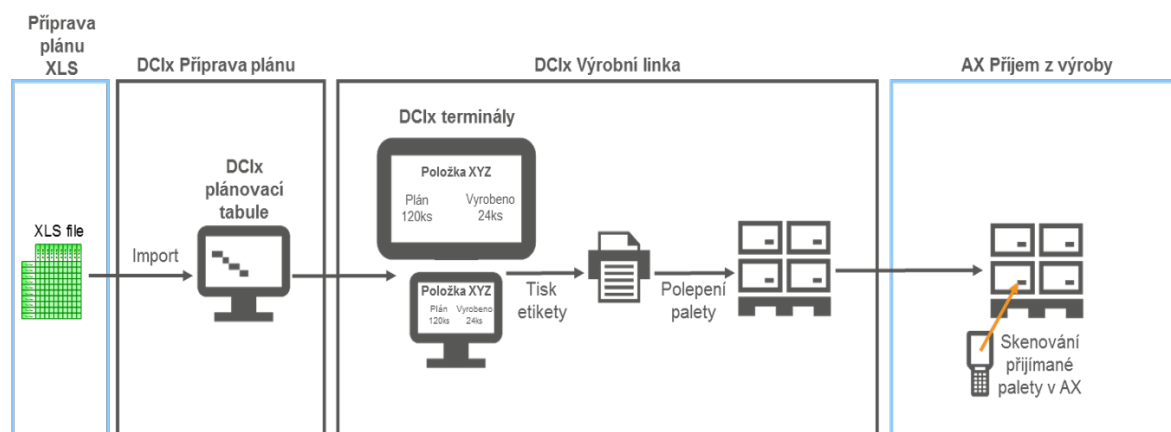 Příprava
plánu
XLS
DCIx Příprava plánu
DCIx Výrobní linka
AX Příjem z výroby
XLS file
Import
DCIx
plánovací
tabule
DCIx terminály
Položka XYZ
Plán
120ks
Vyrobeno
24ks
Položka XYZ
Plán
120ks
Vyrobeno
24ks
Tisk
etikety
Polepení
palety
Skenování
přijímané
palety v AX